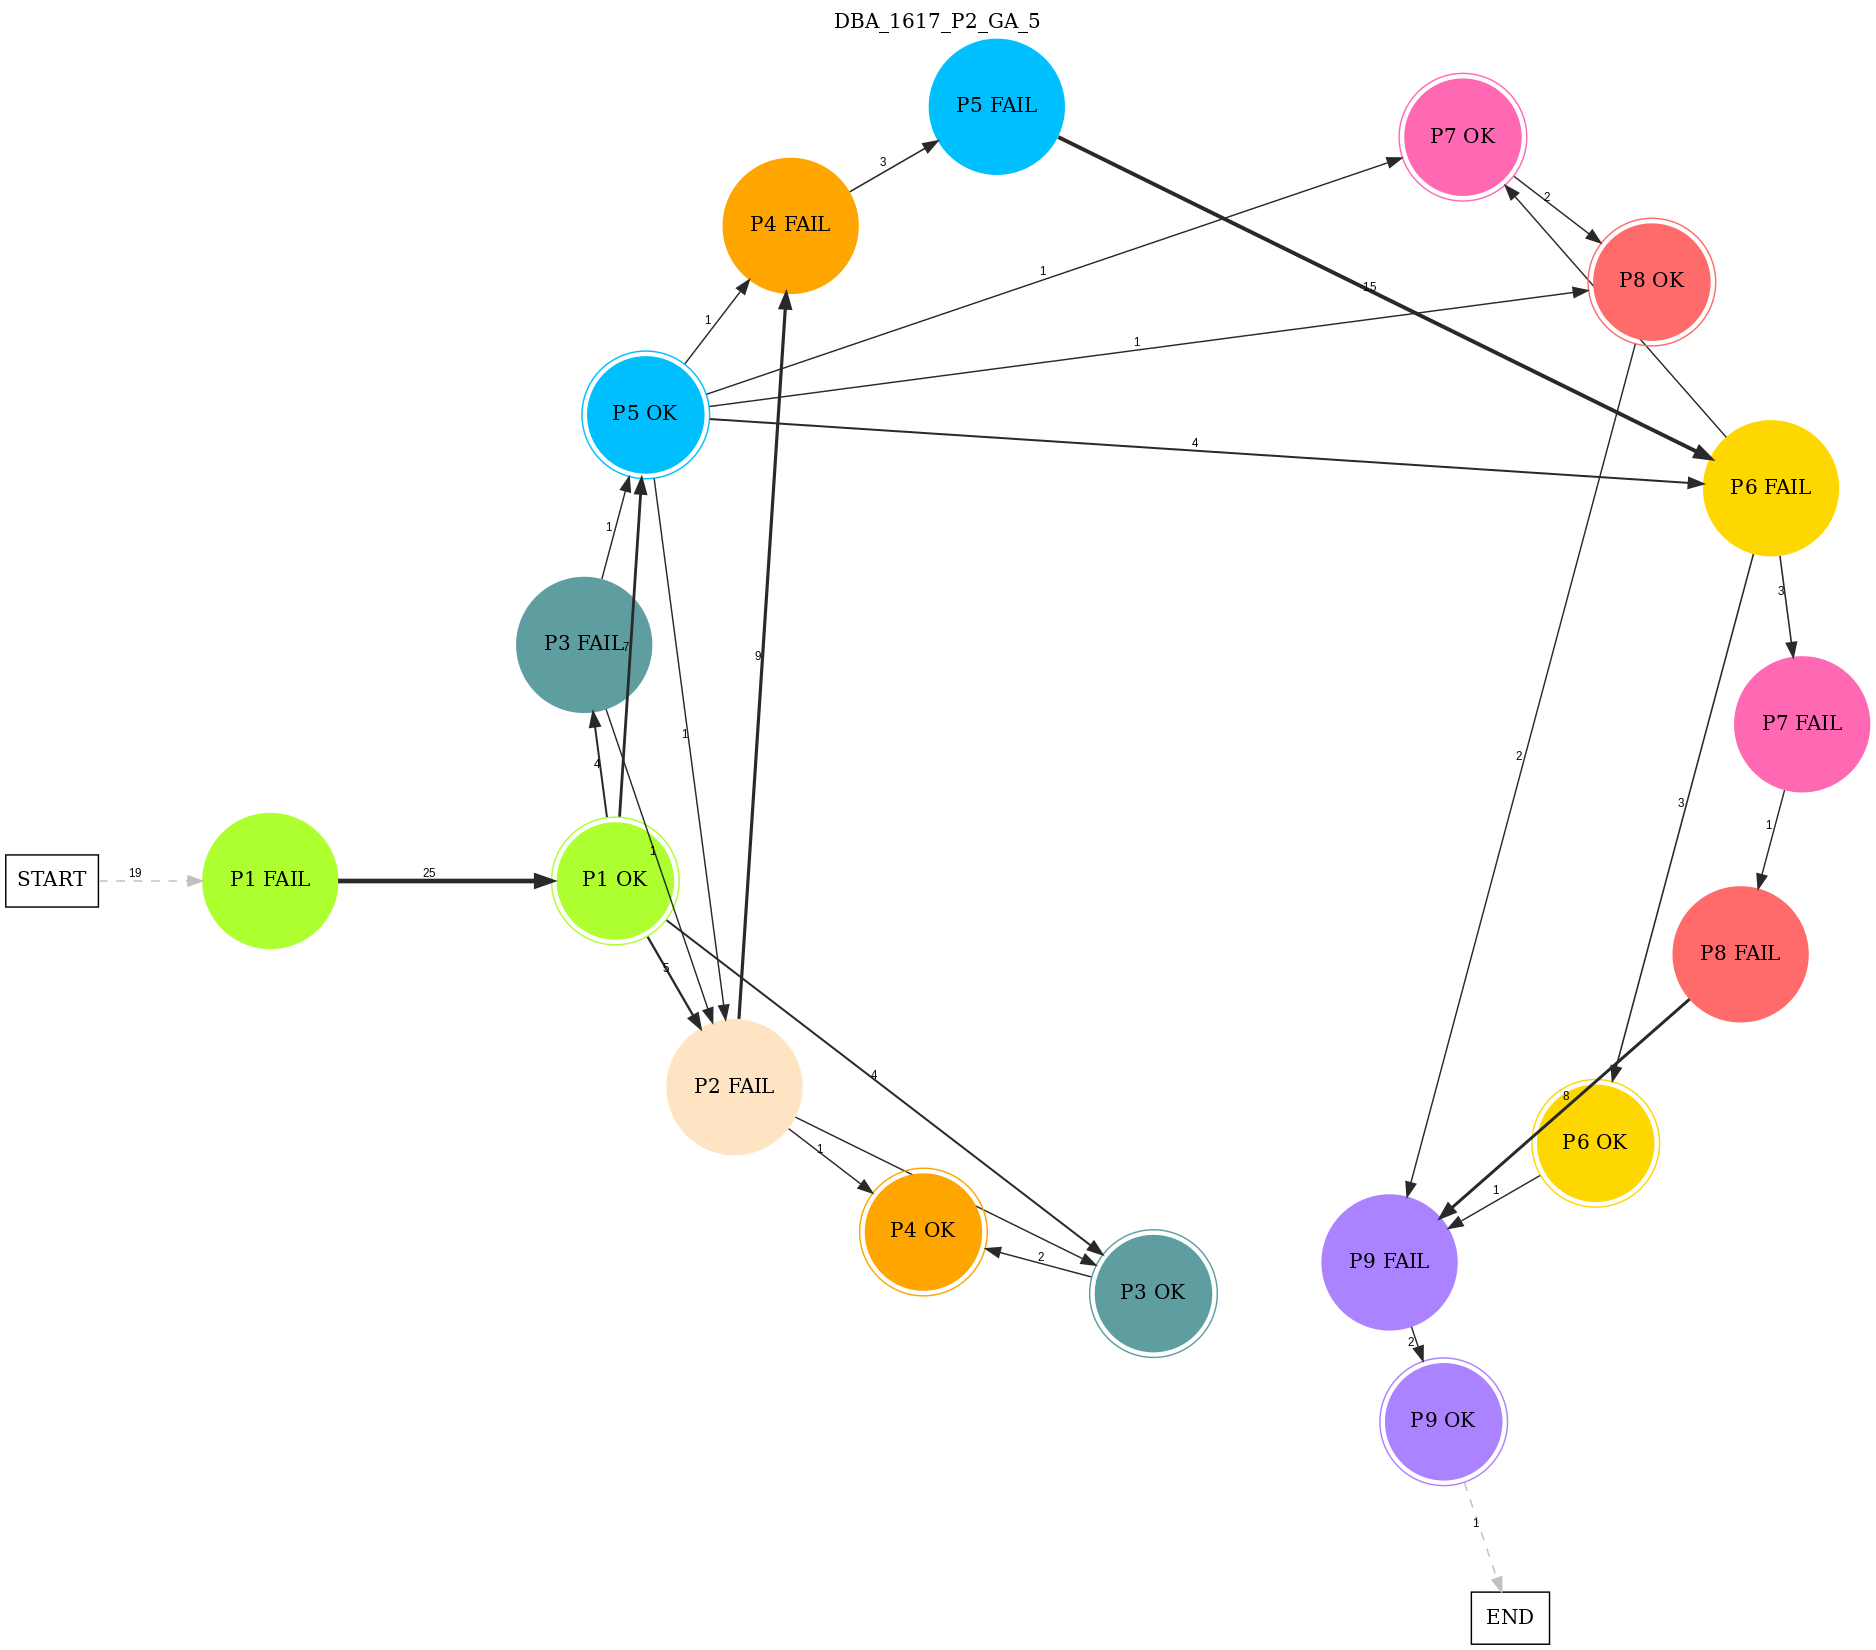 DBA_1617_P2_GA_5
P5 FAIL
P7 OK
3
2
P4 FAIL
1
P8 OK
15
1
1
P5 OK
4
P6 FAIL
1
3
P3 FAIL
7
9
P7 FAIL
1
2
4
3
1
1
START
19
P1 FAIL
25
P1 OK
5
P8 FAIL
4
P2 FAIL
8
1
P6 OK
1
P4 OK
2
P9 FAIL
P3 OK
2
P9 OK
1
END